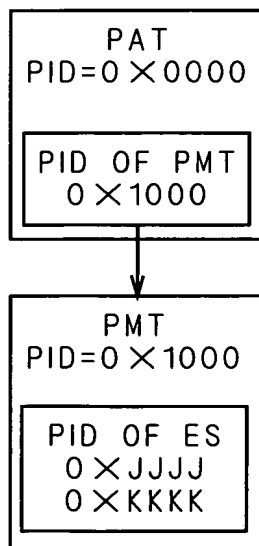 PAT
PID=0×0000
PID OF PMT
0×1000
PMT
PID=0×1000
PID OF ES
0×JJJJ
0×KKKK